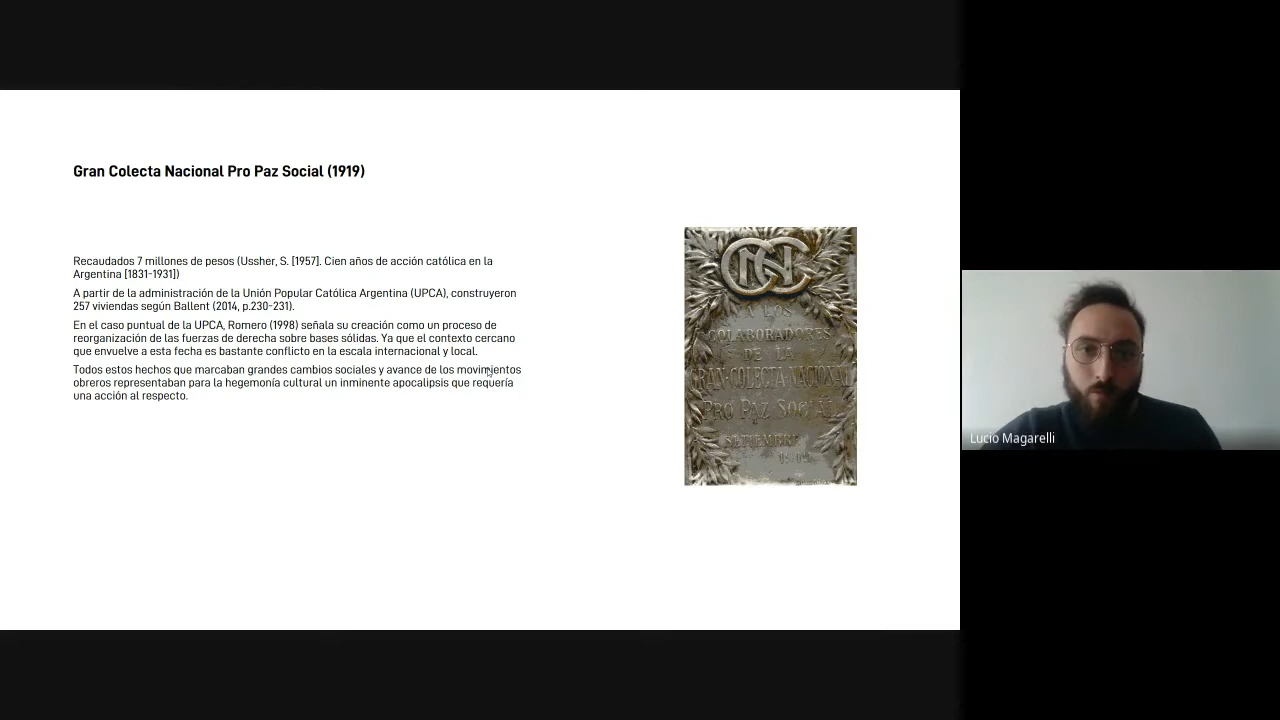 Gran Colecta Nacional Pro Paz Social (1919)
Recaudados 7 millones de pesos (Ussher, S. [1957]. Cien años de acción católica en la
Argentina [1831-1931])
A partir de la administración de la Unión Popular Católica Argentina (UPCA), construyeron
257 viviendas según Ballent (2014, p.230-231).
En el caso puntual de la UPCA, Romero (1998) señala su creación como un proceso de
reorganización de las fuerzas de derecha sobre bases sólidas. Ya que el contexto cercano
que envuelve a esta fecha es bastante conflicto en la escala internacional y local.
Todos estos hechos que marcaban grandes cambios sociales y avance de los movimientos
obreros representaban para la hegemonía cultural un inminente apocalipsis que requería
una acción al respecto.
A LOS
COLABORADORES
DE LA
GRAN·COLECTA·NACIONAL
PRO PAZ SOCIAL
SETIEMBRE
Lucio Magarelli